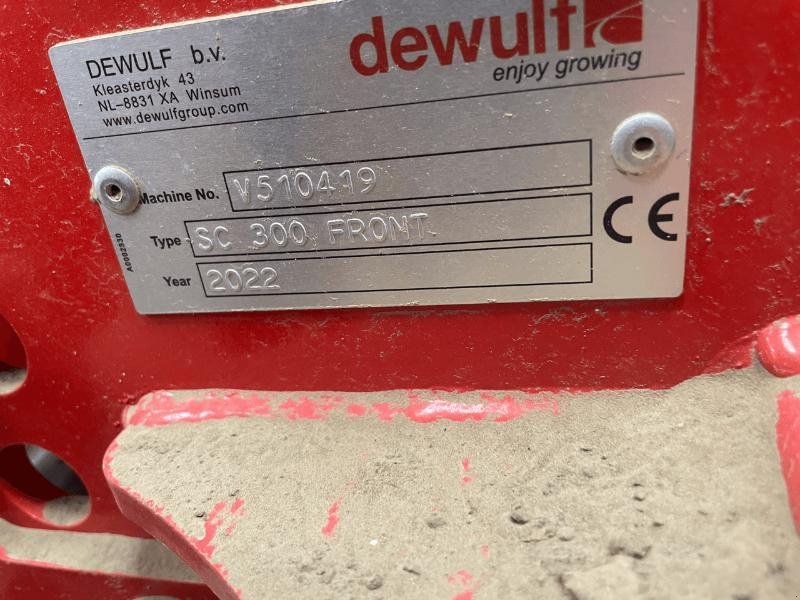 DEWULF b.v.
Kleasterdyk 43
NL-8831 XA Winsum
www.dewulfgroup.com
dewulf
enjoy growing
Machine No. V510419
Type SC 300 FRONT
Year 2022
CE
A0002930